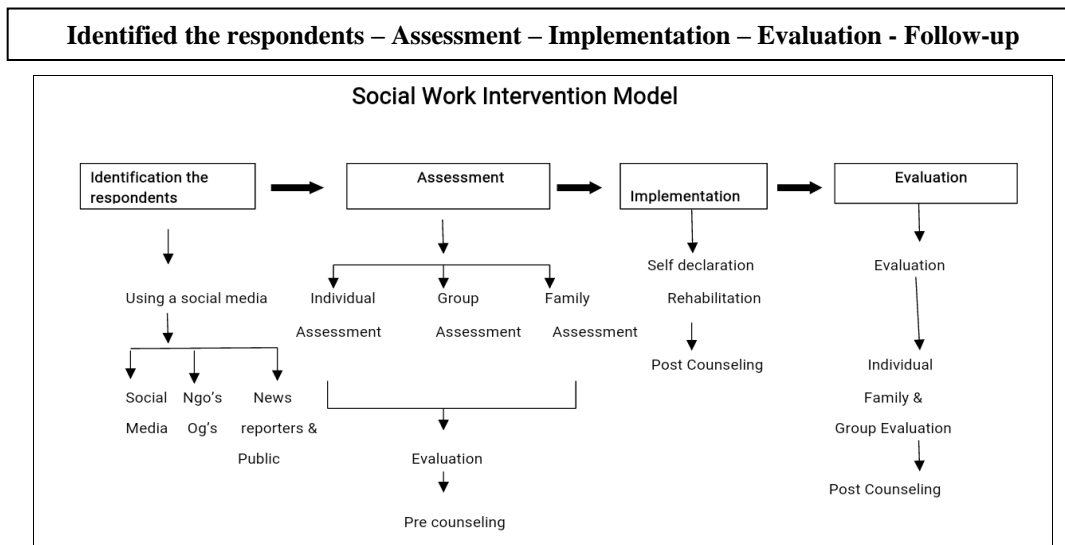 Identified the respondents – Assessment – Implementation – Evaluation - Follow-up
Social Work Intervention Model
Identification the
respondents
Assessment
Implementation
Evaluation
Using a social media
Social
Media
Ngo's
Og's
News
reporters &
Public
Individual
Assessment
Group
Assessment
Family
Assessment
Evaluation
Pre counseling
Self declaration
Rehabilitation
Post Counseling
Evaluation
Individual
Family &
Group Evaluation
Post Counseling